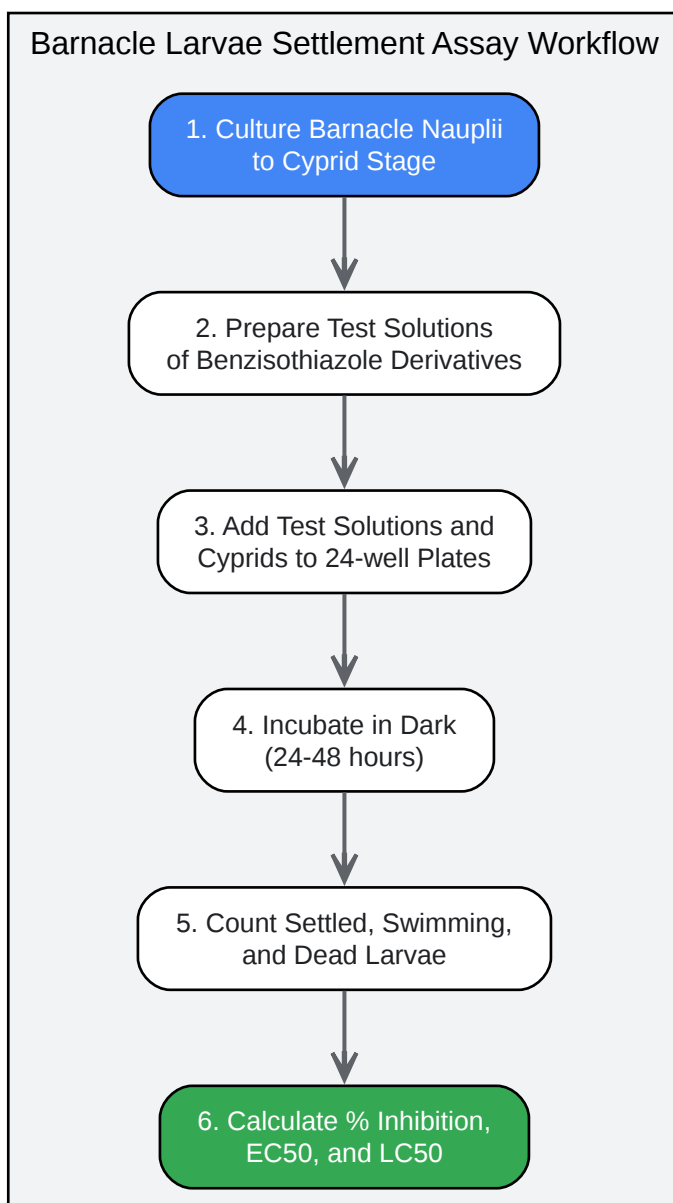 Barnacle Larvae Settlement Assay Workflow
1. Culture Barnacle Nauplii
to Cyprid Stage
2. Prepare Test Solutions
of Benzisothiazole Derivatives
3. Add Test Solutions and
Cyprids to 24-well Plates
4. Incubate in Dark
(24-48 hours)
5. Count Settled, Swimming,
and Dead Larvae
6. Calculate % Inhibition,
EC50, and LC50